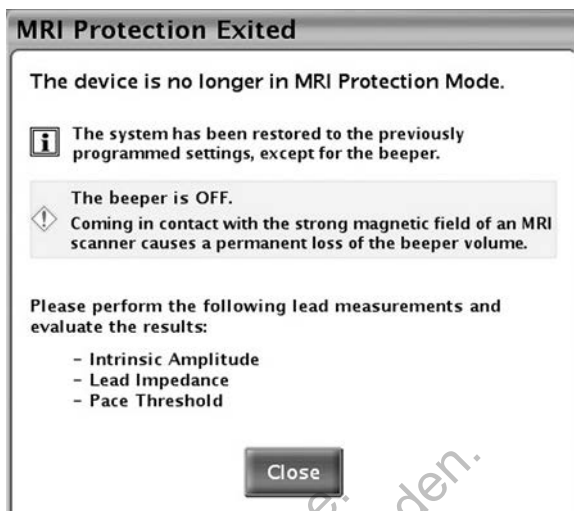 MRI Protection Exited
The device is no longer in MRI Protection Mode.
The system has been restored to the previously
programmed settings, except for the beeper.
The beeper is OFF.
Coming in contact with the strong magnetic field of an MRI
scanner causes a permanent loss of the beeper volume.
Please perform the following lead measurements and
evaluate the results:
- Intrinsic Amplitude
- Lead Impedance
- Pace Threshold
Close